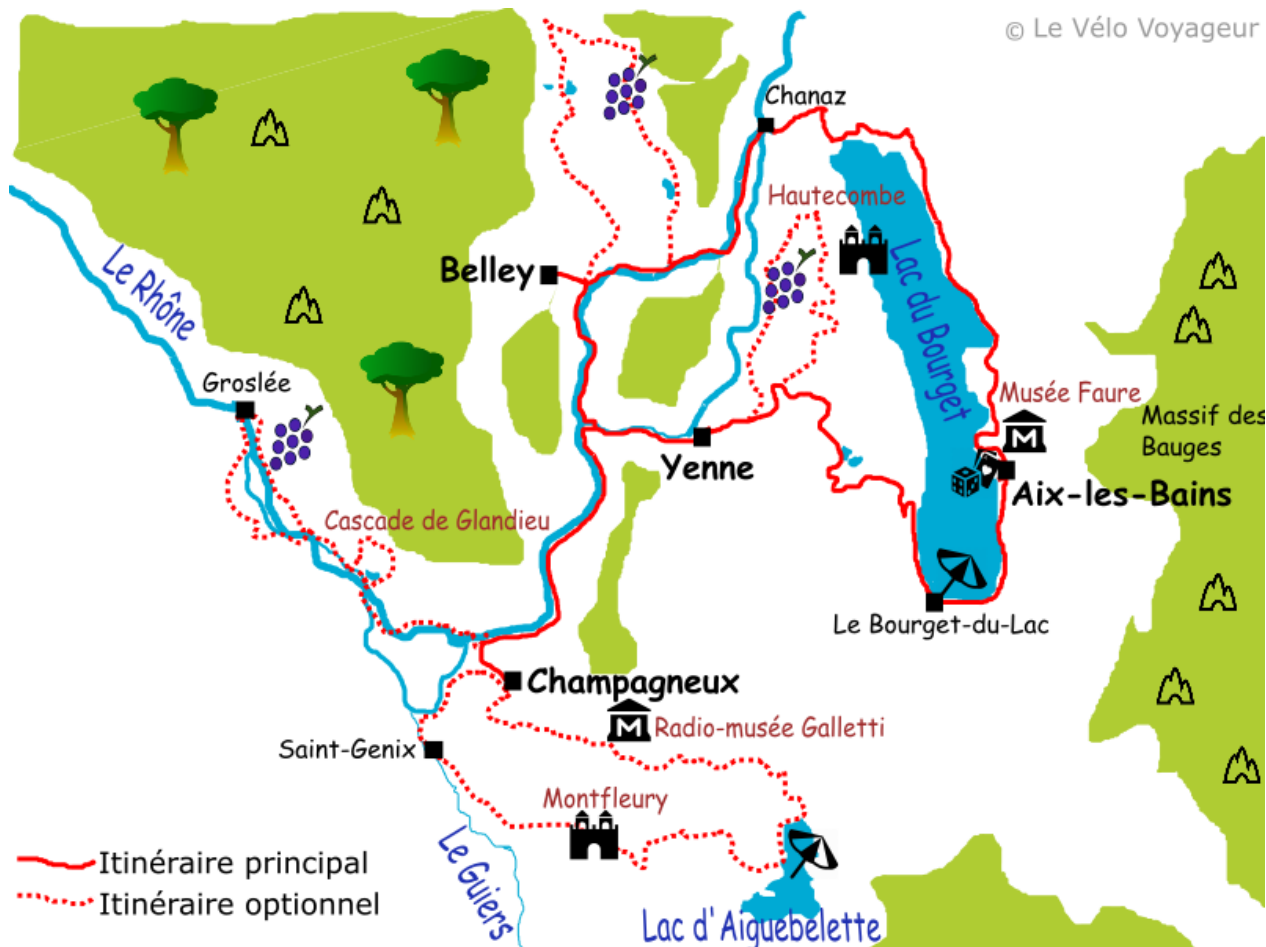 © Le Vélo Voyageur
Chanaz
Hautecombe
Belley
Le Rhône
Lac du Bourget
Groslée
Musée Faure
Massif des
Bauges
Yenne
Aix-les-Bains
Cascade de Glandieu
Le Bourget-du-Lac
Champagneux
M
Radio-musée Galletti
M
Saint-Genix
Montfleury
Le Guiers
Itinéraire principal
Itinéraire optionnel
Lac d'Aiguebelette